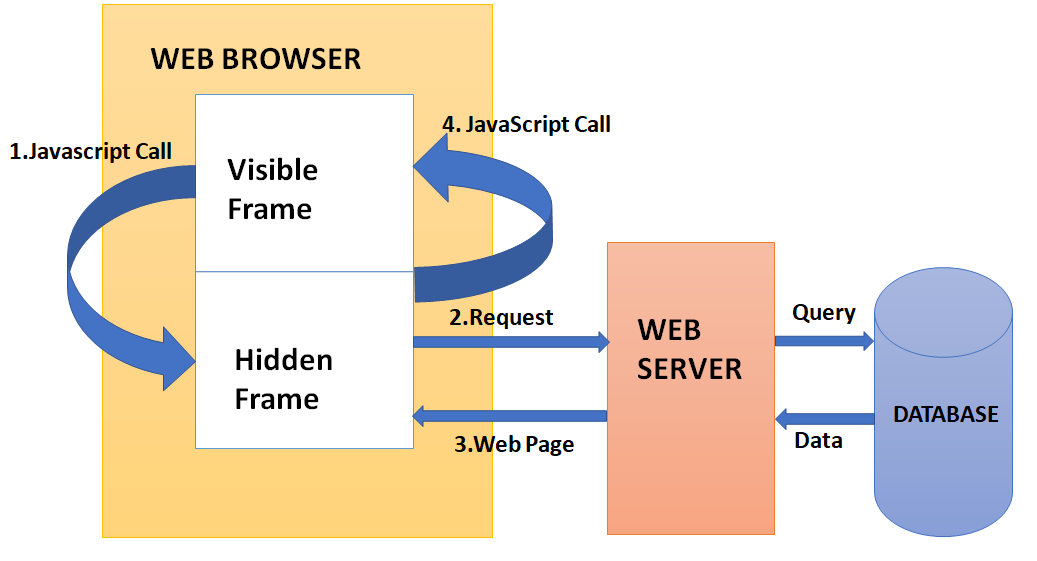 WEB BROWSER
1.Javascript Call
4. JavaScript Call
Visible
Frame
2.Request
Hidden
Frame
3.Web Page
WEB
SERVER
Query
DATABASE
Data